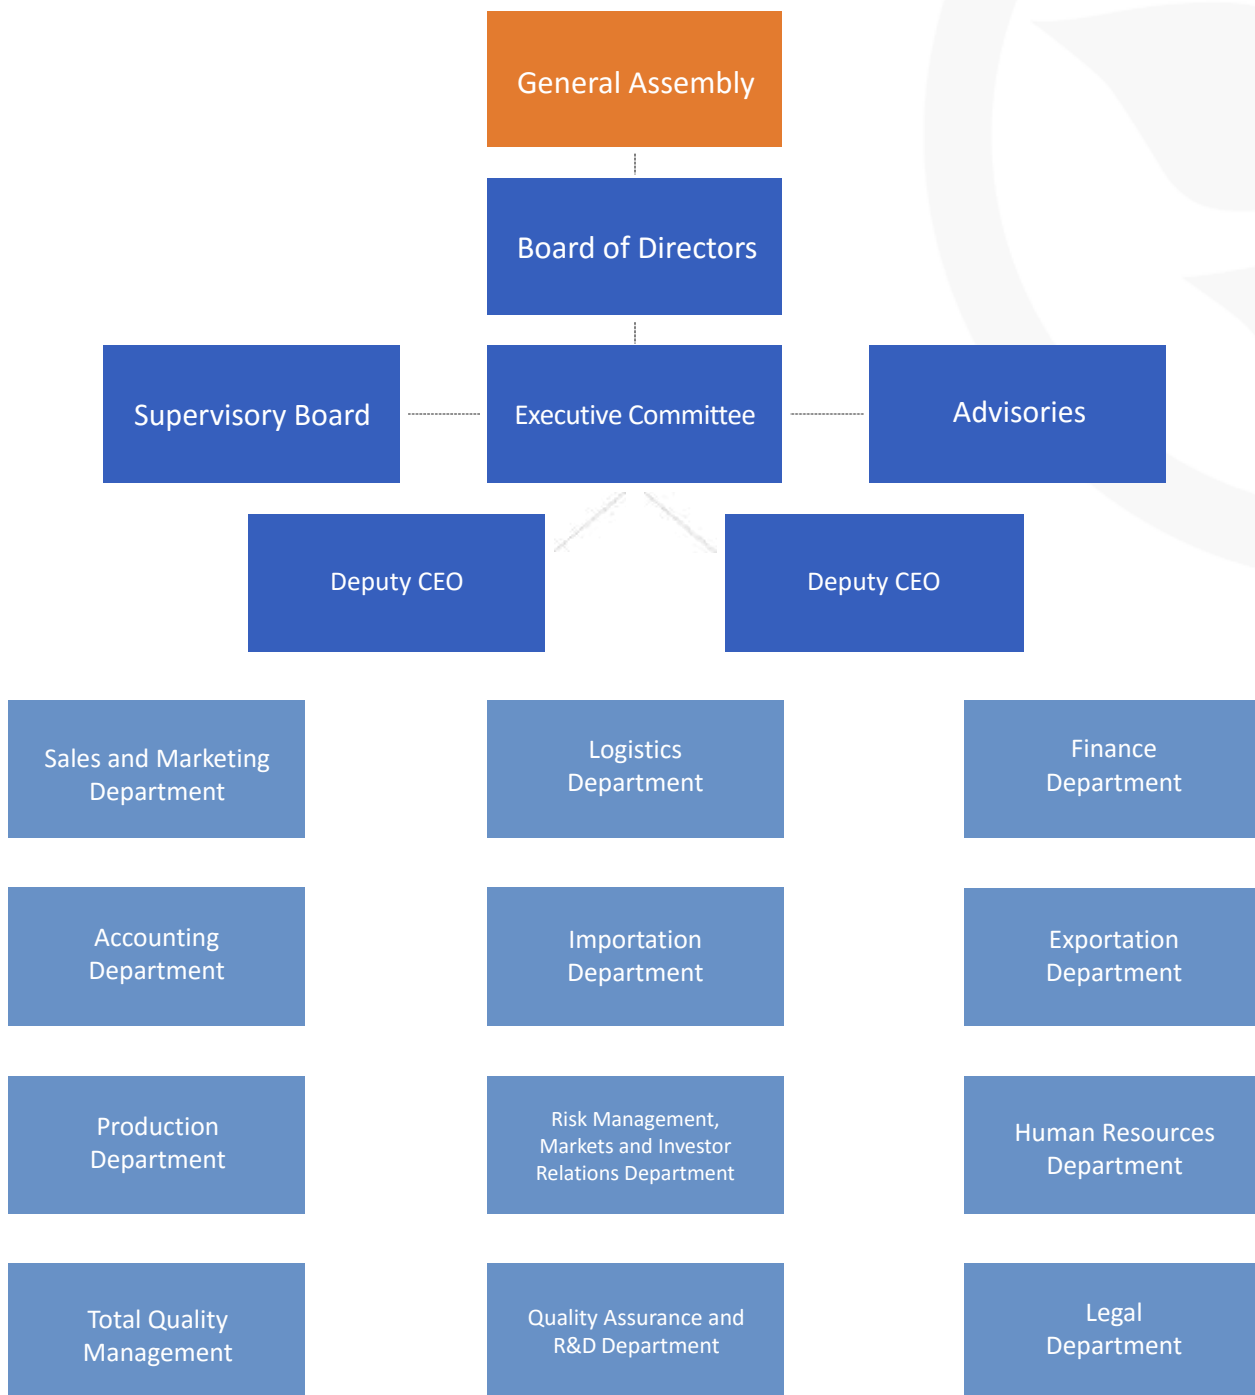 General Assembly
Board of Directors
Supervisory Board
Executive Committee
Advisories
Deputy CEO
Deputy CEO
Sales and Marketing
Department
Logistics
Department
Finance
Department
Accounting
Department
Importation
Department
Exportation
Department
Production
Department
Risk Management,
Markets and Investor
Relations Department
Human Resources
Department
Total Quality
Management
Quality Assurance and
R&D Department
Legal
Department